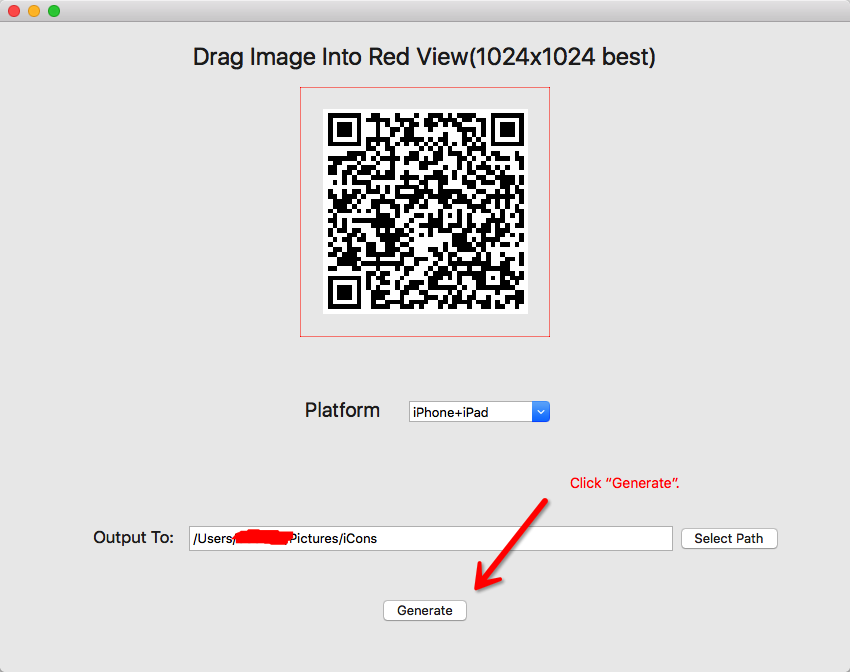 Drag Image Into Red View(1024x1024 best)
Platform
iPhone+iPad
Click “Generate”.
Output To:
/Users/ Pictures/iCons
Select Path
Generate